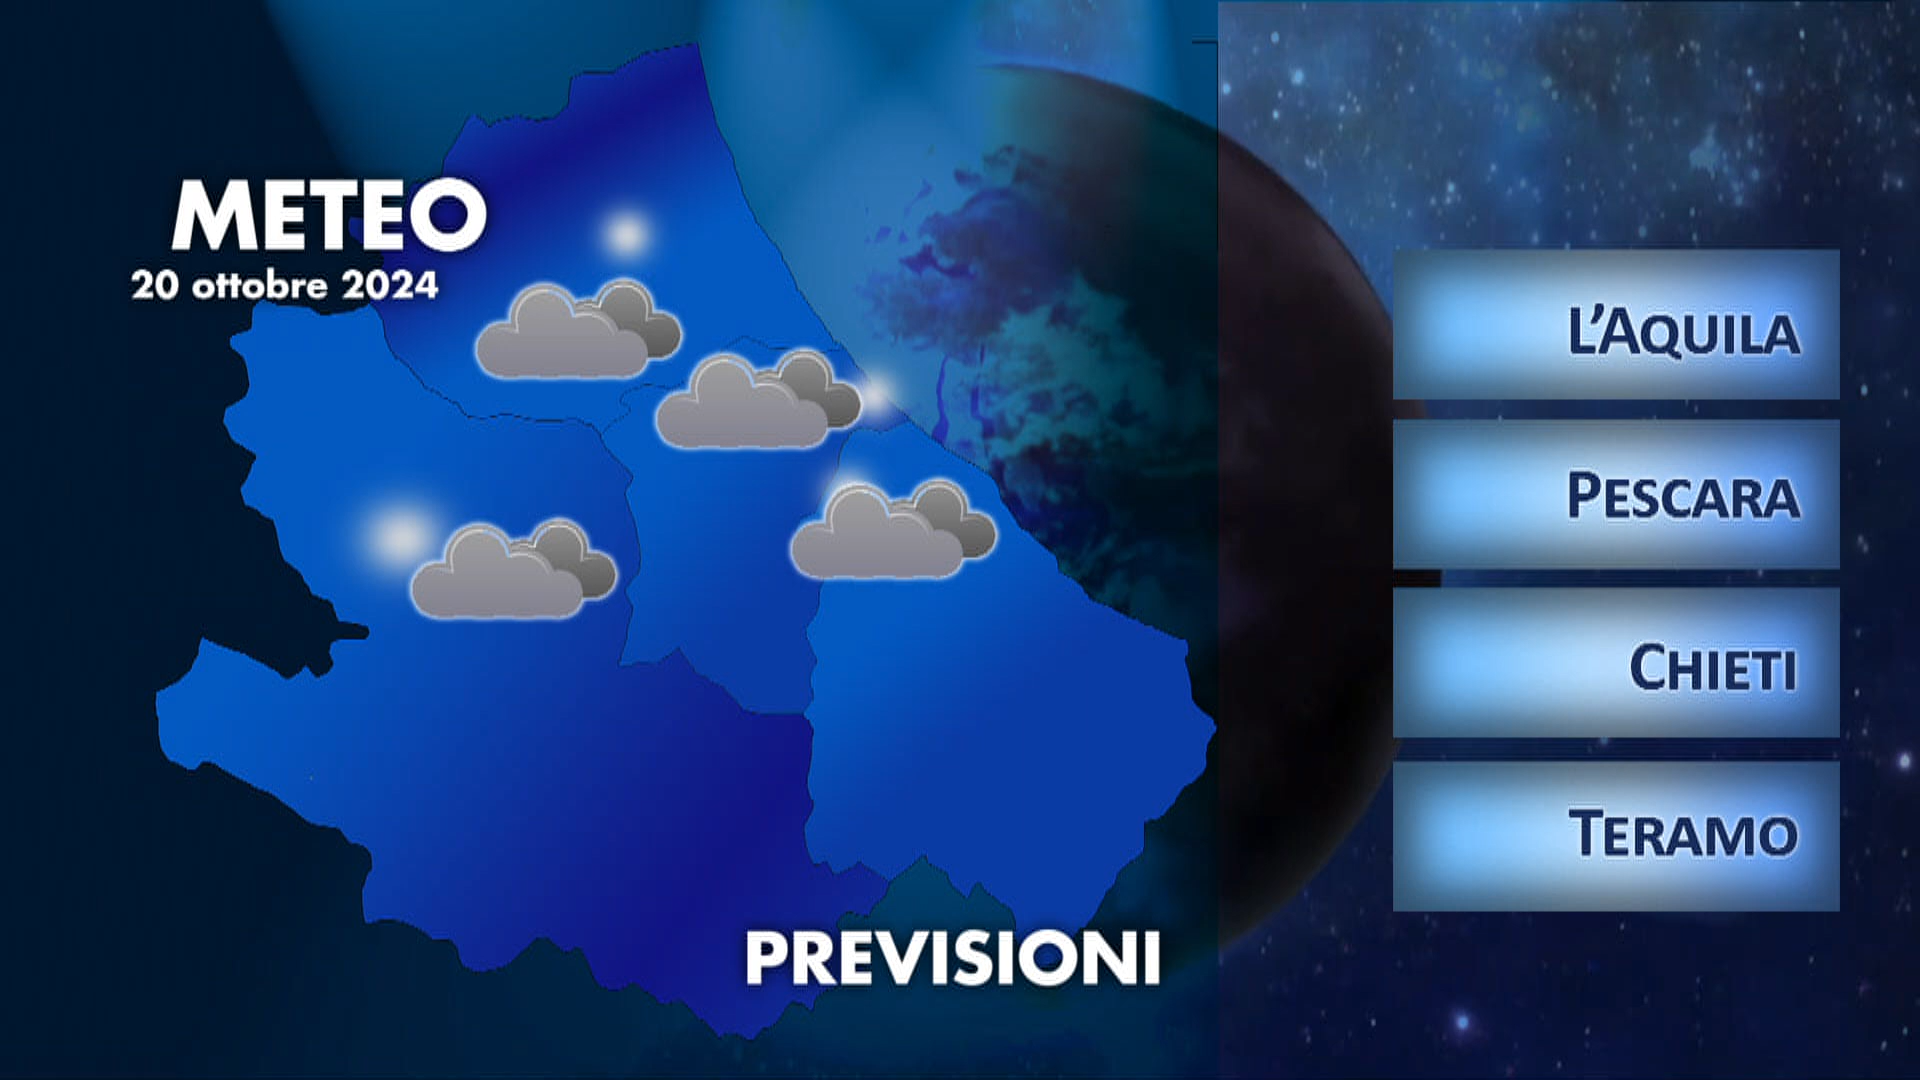 METEO
20 ottobre 2024
L'AQUILA
PESCARA
CHIETI
TERAMO
PREVISIONI